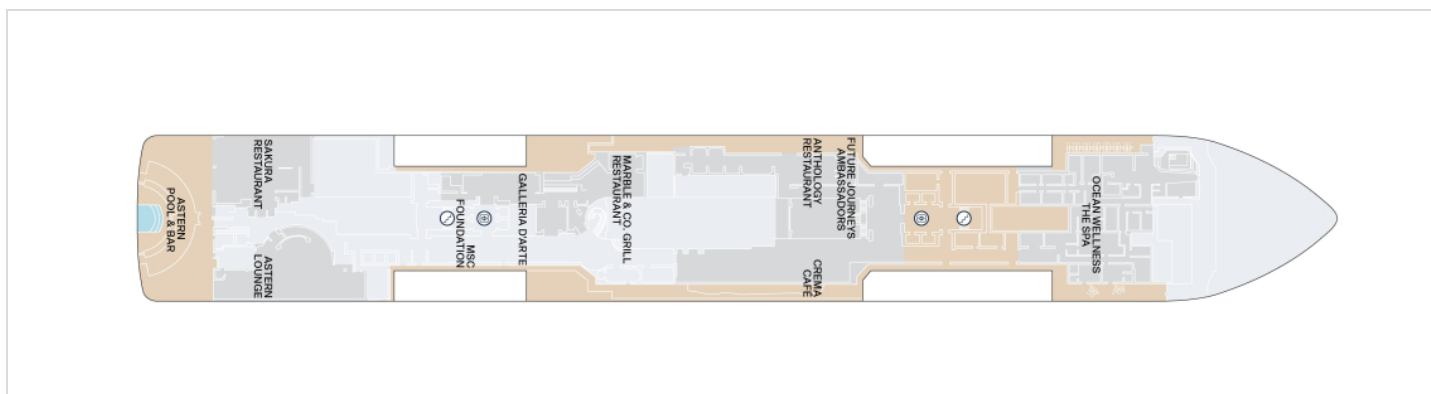 SAKURA
RESTAURANT
ASTERN
POOL & BAR
ASTERN
LOUNGE
GALLERIA D'ARTE
MSC
FOUNDATION
MARBLE & CO. GRILL
RESTAURANT
FUTURE JOURNEYS
AMBASSADORS
ANTHOLOGY
RESTAURANT
CREMA
CAFÉ
OCEAN WELLNESS
THE SPA